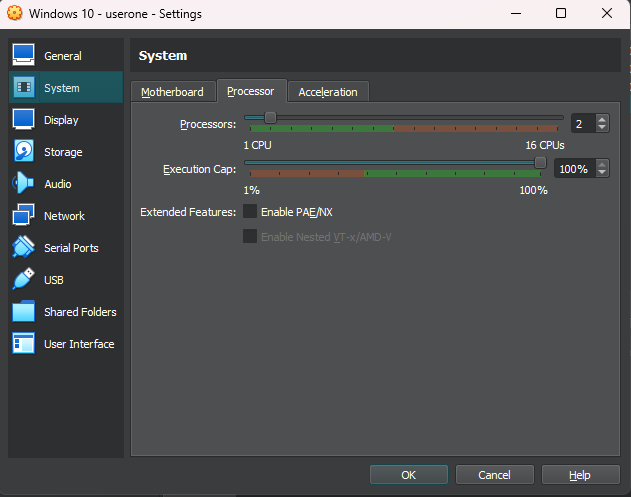 Windows 10 - userone - Settings
General
System
Display
Storage
Audio
Network
Serial Ports
USB
Shared Folders
User Interface
System
Motherboard Processor Acceleration
Processors: 2
1 CPU 16 CPUs
Execution Cap: 100%
1% 100%
Extended Features: Enable PAE/NX
Enable Nested VT-x/AMD-V
OK Cancel Help